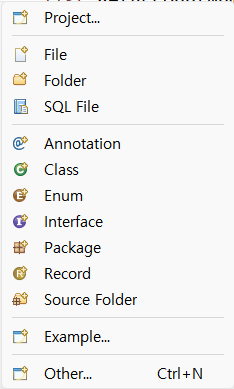 Project...
File
Folder
SQL File
Annotation
Class
Enum
Interface
Package
Record
Source Folder
Example...
Other... Ctrl+N